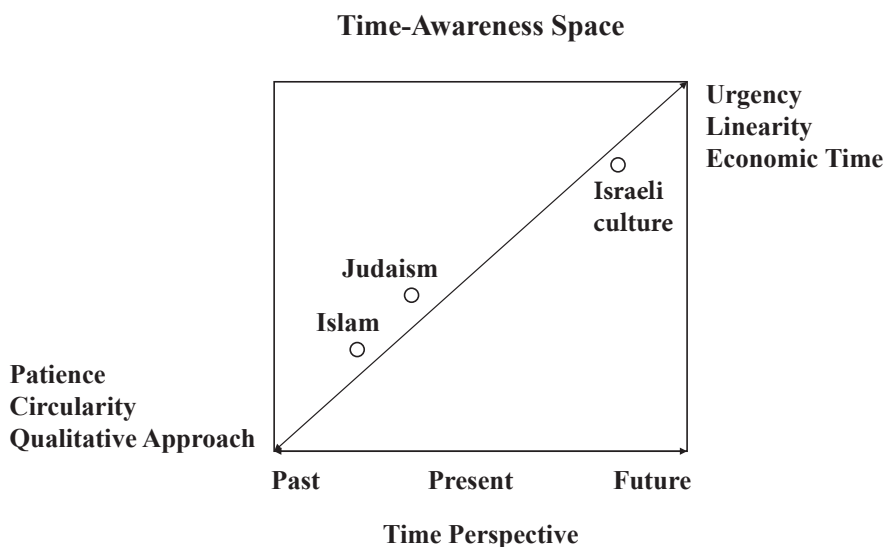 Time-Awareness Space
Urgency
Linearity
Economic Time
Israeli
culture
Judaism
Islam
Patience
Circularity
Qualitative Approach
Past Present Future
Time Perspective